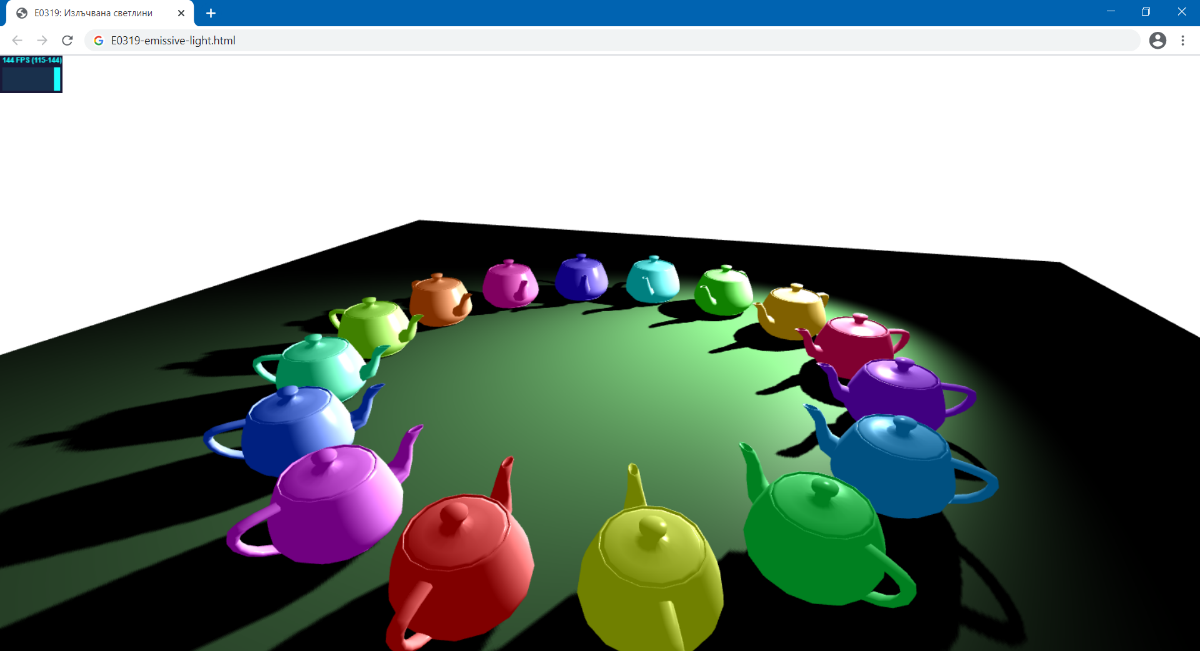 E0319: Излъчвана светлини
E0319-emissive-light.html
144 FPS (115-144)